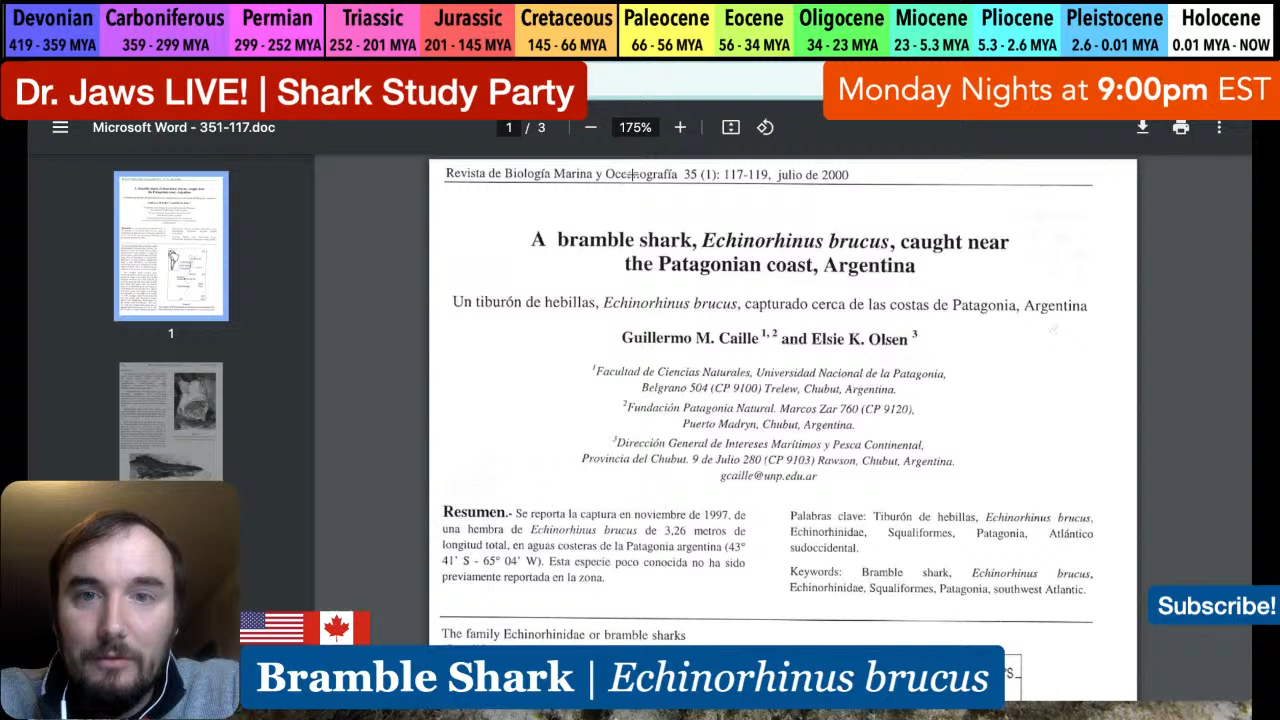 Devonian Carboniferous Permian Triassic Jurassic Cretaceous Paleocene Eocene Oligocene Miocene Pliocene Pleistocene Holocene
419 - 359 MYA 359 - 299 MYA 299 - 252 MYA 252 - 201 MYA 201 - 145 MYA 145 - 66 MYA 66 - 56 MYA 56 - 34 MYA 34 - 23 MYA 23 - 5.3 MYA 5.3 - 2.6 MYA 2.6 - 0.01 MYA 0.01 MYA - NOW
Dr. Jaws LIVE! | Shark Study Party
Monday Nights at 9:00pm EST
Microsoft Word - 351-117.doc
1 / 3
175%
Revista de Biología Marina y Oceanografía 35 (1): 117-119, julio de 2000
A bramble shark, Echinorhinus brucus, caught near
the Patagonian coast, Argentina
Un tiburón de hebillas, Echinorhinus brucus, capturado cerca de las costas de Patagonia, Argentina
Guillermo M. Caille 1, 2 and Elsie K. Olsen 3
1Facultad de Ciencias Naturales, Universidad Nacional de la Patagonia,
Belgrano 504 (CP 9100) Trelew, Chubut, Argentina.
2Fundación Patagonia Natural. Marcos Zar 760 (CP 9120),
Puerto Madryn, Chubut, Argentina.
3Dirección General de Intereses Marítimos y Pesca Continental,
Provincia del Chubut. 9 de Julio 280 (CP 9103) Rawson, Chubut, Argentina.
gcaille@unp.edu.ar
Resumen.- Se reporta la captura en noviembre de 1997, de
una hembra de Echinorhinus brucus de 3,26 metros de
longitud total, en aguas costeras de la Patagonia argentina (43°
41' S - 65° 04' W). Esta especie poco conocida no ha sido
previamente reportada en la zona.
Palabras clave: Tiburón de hebillas, Echinorhinus brucus,
Echinorhinidae, Squaliformes, Patagonia, Atlántico
sudoccidental.
Keywords: Bramble shark, Echinorhinus brucus,
Echinorhinidae, Squaliformes, Patagonia, southwest Atlantic.
The family Echinorhinidae or bramble sharks
1
Subscribe!
Bramble Shark | Echinorhinus brucus